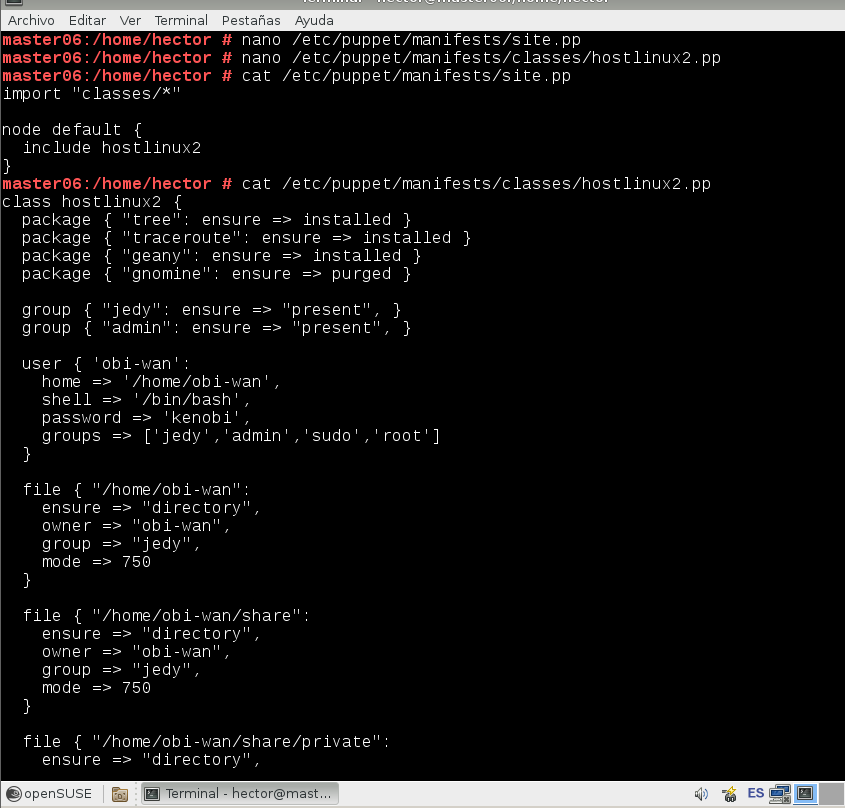 Terminal - hector@master06:/home/hector
Archivo Editar Ver Terminal Pestañas Ayuda
master06:/home/hector # nano /etc/puppet/manifests/site.pp
master06:/home/hector # nano /etc/puppet/manifests/classes/hostlinux2.pp
master06:/home/hector # cat /etc/puppet/manifests/site.pp
import "classes/*"

node default {
  include hostlinux2
}
master06:/home/hector # cat /etc/puppet/manifests/classes/hostlinux2.pp
class hostlinux2 {
  package { "tree": ensure => installed }
  package { "traceroute": ensure => installed }
  package { "geany": ensure => installed }
  package { "gnomine": ensure => purged }

  group { "jedy": ensure => "present", }
  group { "admin": ensure => "present", }

  user { 'obi-wan':
    home => '/home/obi-wan',
    shell => '/bin/bash',
    password => 'kenobi',
    groups => ['jedy','admin','sudo','root']
  }

  file { "/home/obi-wan":
    ensure => "directory",
    owner => "obi-wan",
    group => "jedy",
    mode => 750
  }

  file { "/home/obi-wan/share":
    ensure => "directory",
    owner => "obi-wan",
    group => "jedy",
    mode => 750
  }

  file { "/home/obi-wan/share/private":
    ensure => "directory",
openSUSE Terminal - hector@mast... ES